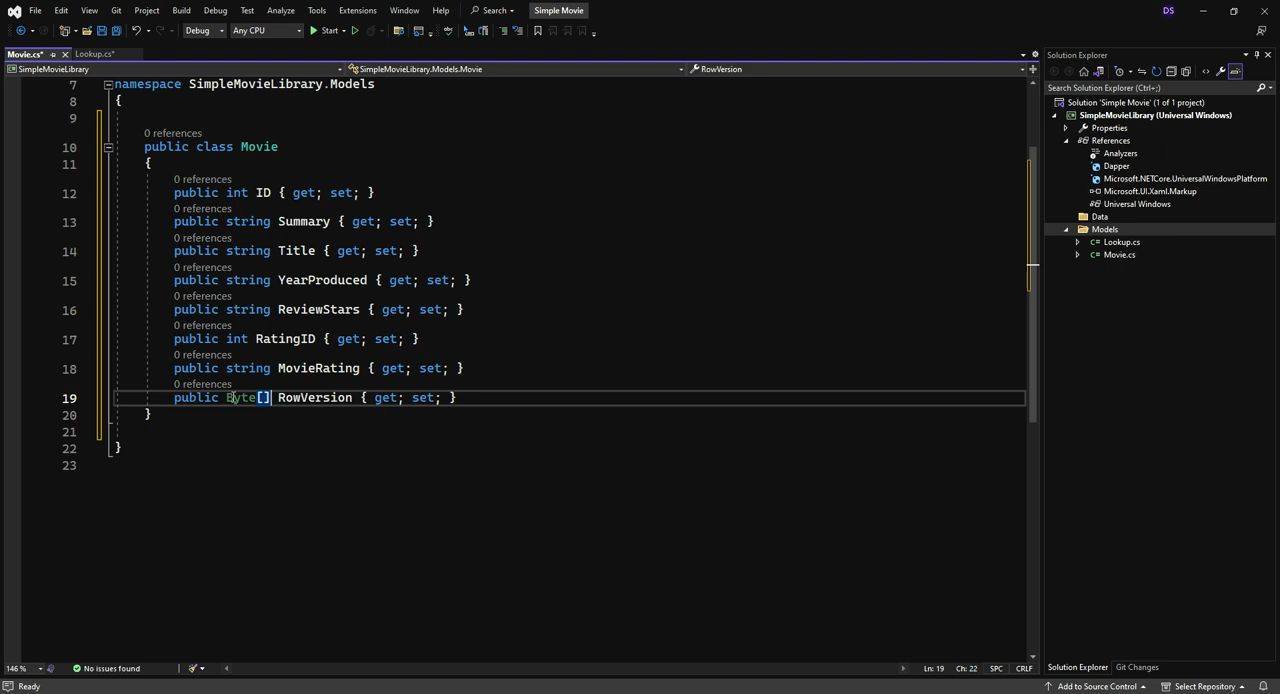 File Edit View Git Project Build Debug Test Analyze Tools Extensions Window Help Search Simple Movie DS
Debug Any CPU Start
Movie.cs* Lookup.cs*
SimpleMovieLibrary SimpleMovieLibrary.Models.Movie RowVersion
7 namespace SimpleMovieLibrary.Models
8 {
9
0 references
10 public class Movie
11 {
0 references
12 public int ID { get; set; }
0 references
13 public string Summary { get; set; }
0 references
14 public string Title { get; set; }
0 references
15 public string YearProduced { get; set; }
0 references
16 public string ReviewStars { get; set; }
0 references
17 public int RatingID { get; set; }
0 references
18 public string MovieRating { get; set; }
0 references
19 public Byte[] RowVersion { get; set; }
20 }
21
22 }
23
Solution Explorer
Search Solution Explorer (Ctrl+;)
Solution 'Simple Movie' (1 of 1 project)
SimpleMovieLibrary (Universal Windows)
Properties
References
Analyzers
Dapper
Microsoft.NETCore.UniversalWindowsPlatform
Microsoft.UI.Xaml.Markup
Universal Windows
Data
Models
Lookup.cs
Movie.cs
146 % No issues found Ln: 19 Ch: 22 SPC CRLF
Solution Explorer Git Changes
Ready Add to Source Control Select Repository